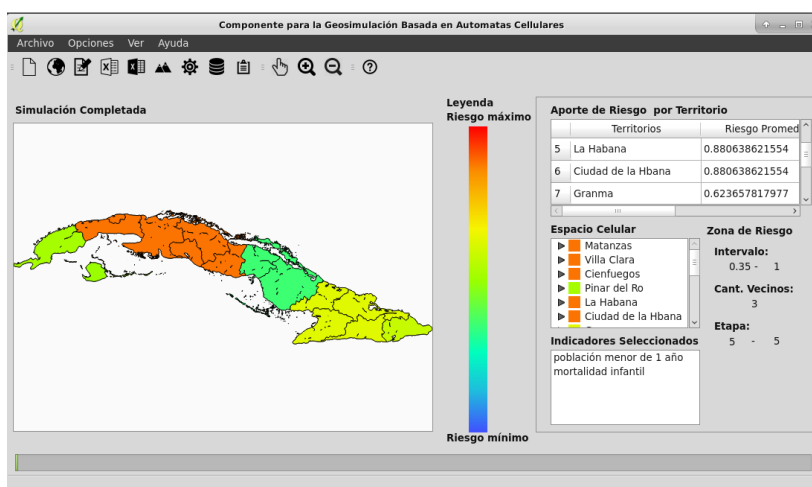 Componente para la Geosimulación Basada en Automatas Cellulares
Archivo Opciones Ver Ayuda
Simulación Completada
Leyenda
Riesgo máximo
Riesgo mínimo
Aporte de Riesgo por Territorio
Territorios Riesgo Promed
5 La Habana 0.880638621554
6 Ciudad de la Hbana 0.880638621554
7 Granma 0.623657817977
Espacio Celular
Matanzas
Villa Clara
Cienfuegos
Pinar del Ro
La Habana
Ciudad de la Hbana
Indicadores Seleccionados
población menor de 1 año
mortalidad infantil
Zona de Riesgo
Intervalo:
0.35 - 1
Cant. Vecinos:
3
Etapa:
5 - 5